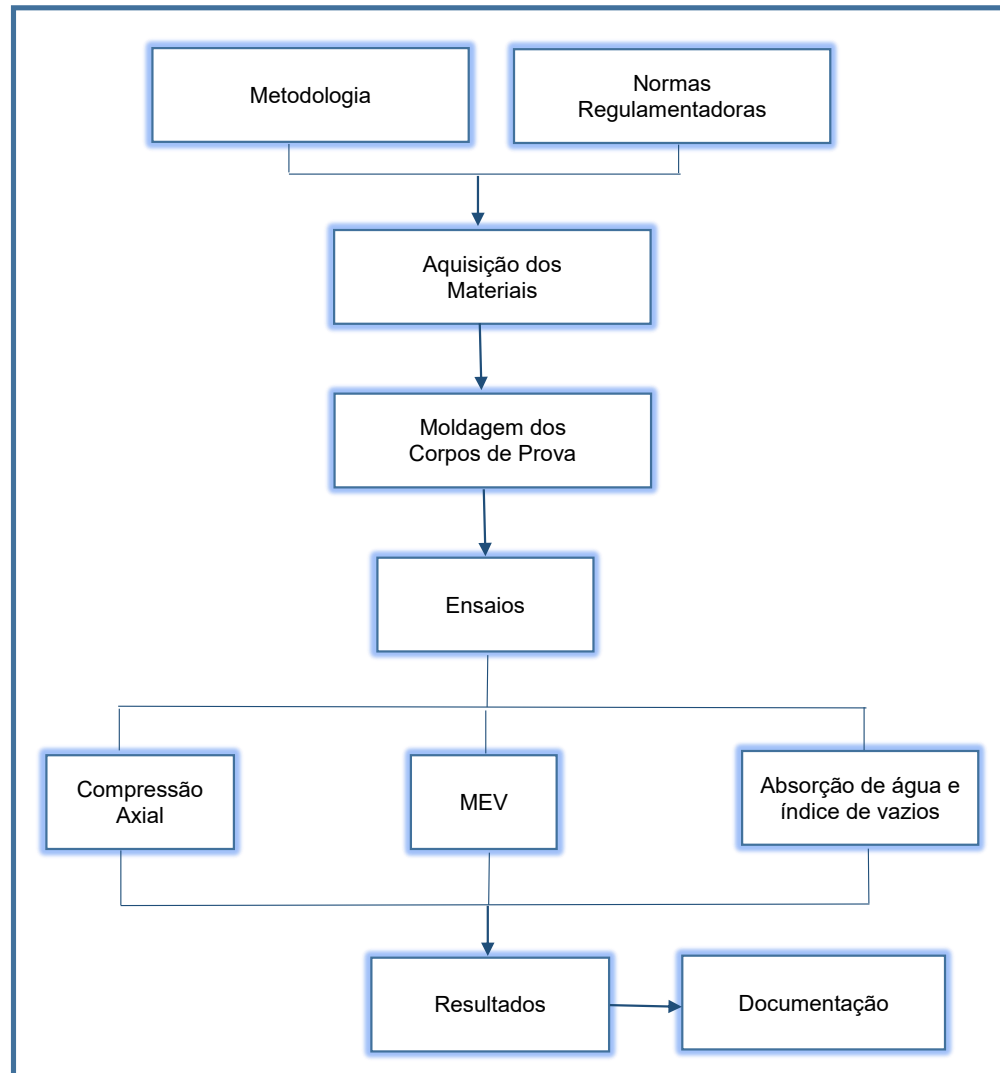 Metodologia
Normas
Regulamentadoras
Aquisição dos
Materiais
Moldagem dos
Corpos de Prova
Ensaios
Compressão
Axial
MEV
Absorção de água e
índice de vazios
Resultados
Documentação